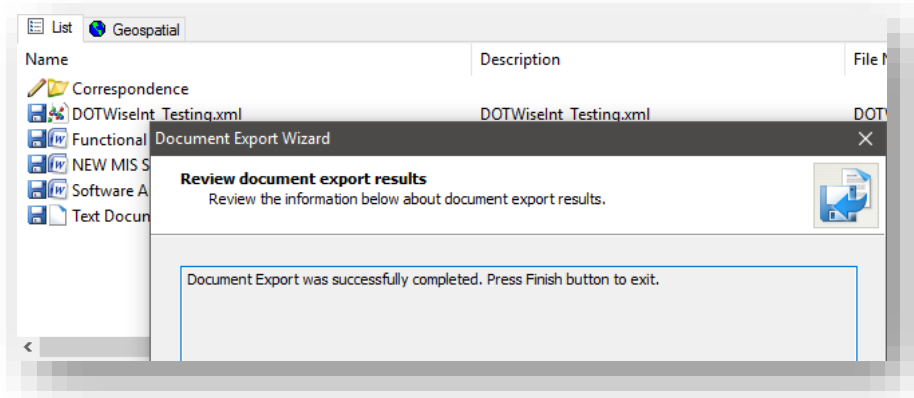 List Geospatial
Name Description File N
Correspondence
DOTWiseInt_Testing.xml DOTWiseInt_Testing.xml DOTW
Functional
NEW MIS S
Software A
Text Docun
Document Export Wizard
Review document export results
Review the information below about document export results.
Document Export was successfully completed. Press Finish button to exit.